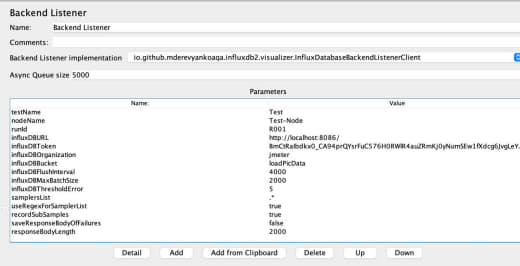 Backend Listener
Name: Backend Listener
Comments:
Backend Listener implementation io.github.mderevyankoaqa.influxdb2.visualizer.InfluxDatabaseBackendListenerClient
Async Queue size 5000
Parameters
Name: Value
testName Test
nodeName Test-Node
runId R001
influxDBURL http://localhost:8086/
influxDBToken
influxDBOrganization jmeter
influxDBBucket loadPicData
influxDBFlushInterval 4000
influxDBMaxBatchSize 2000
influxDBThresholdError 5
samplersList .*
useRegexForSamplerList true
recordSubSamples true
saveResponseBodyOfFailures false
responseBodyLength 2000
Detail Add Add from Clipboard Delete Up Down